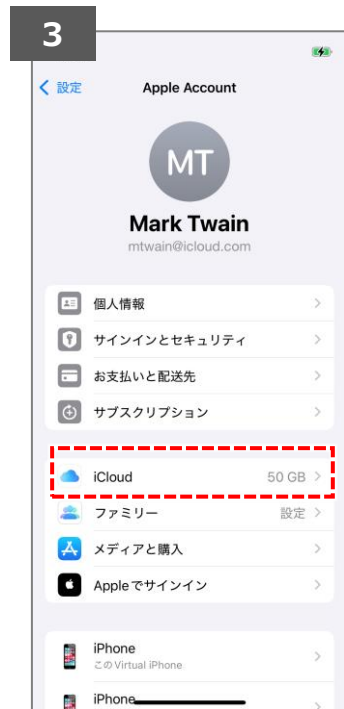 3
設定
Apple Account
MT
Mark Twain
mtwain@icloud.com
個人情報
サインインとセキュリティ
お支払いと配送先
サブスクリプション
iCloud 50 GB
ファミリー 設定
メディアと購入
Appleでサインイン
iPhone
このVirtual iPhone
iPhone